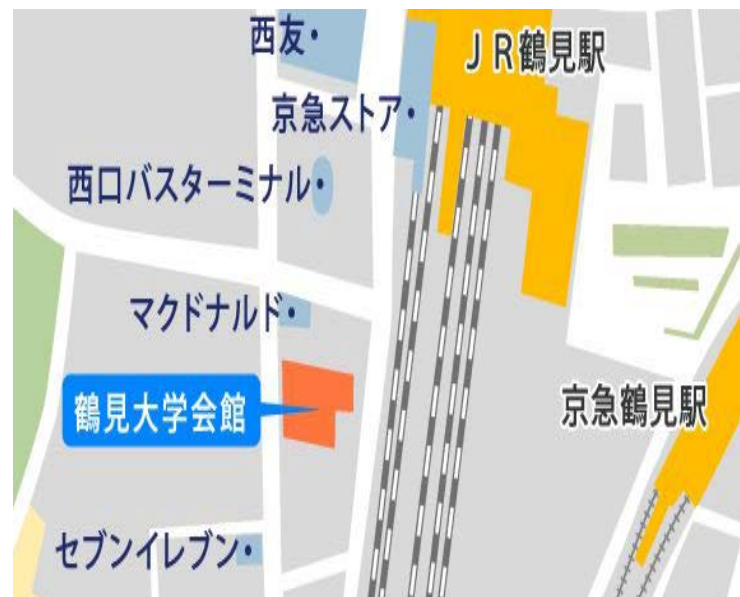 西友
JR鶴見駅
京急ストア
西口バスターミナル
マクドナルド
鶴見大学会館
京急鶴見駅
セブンイレブン